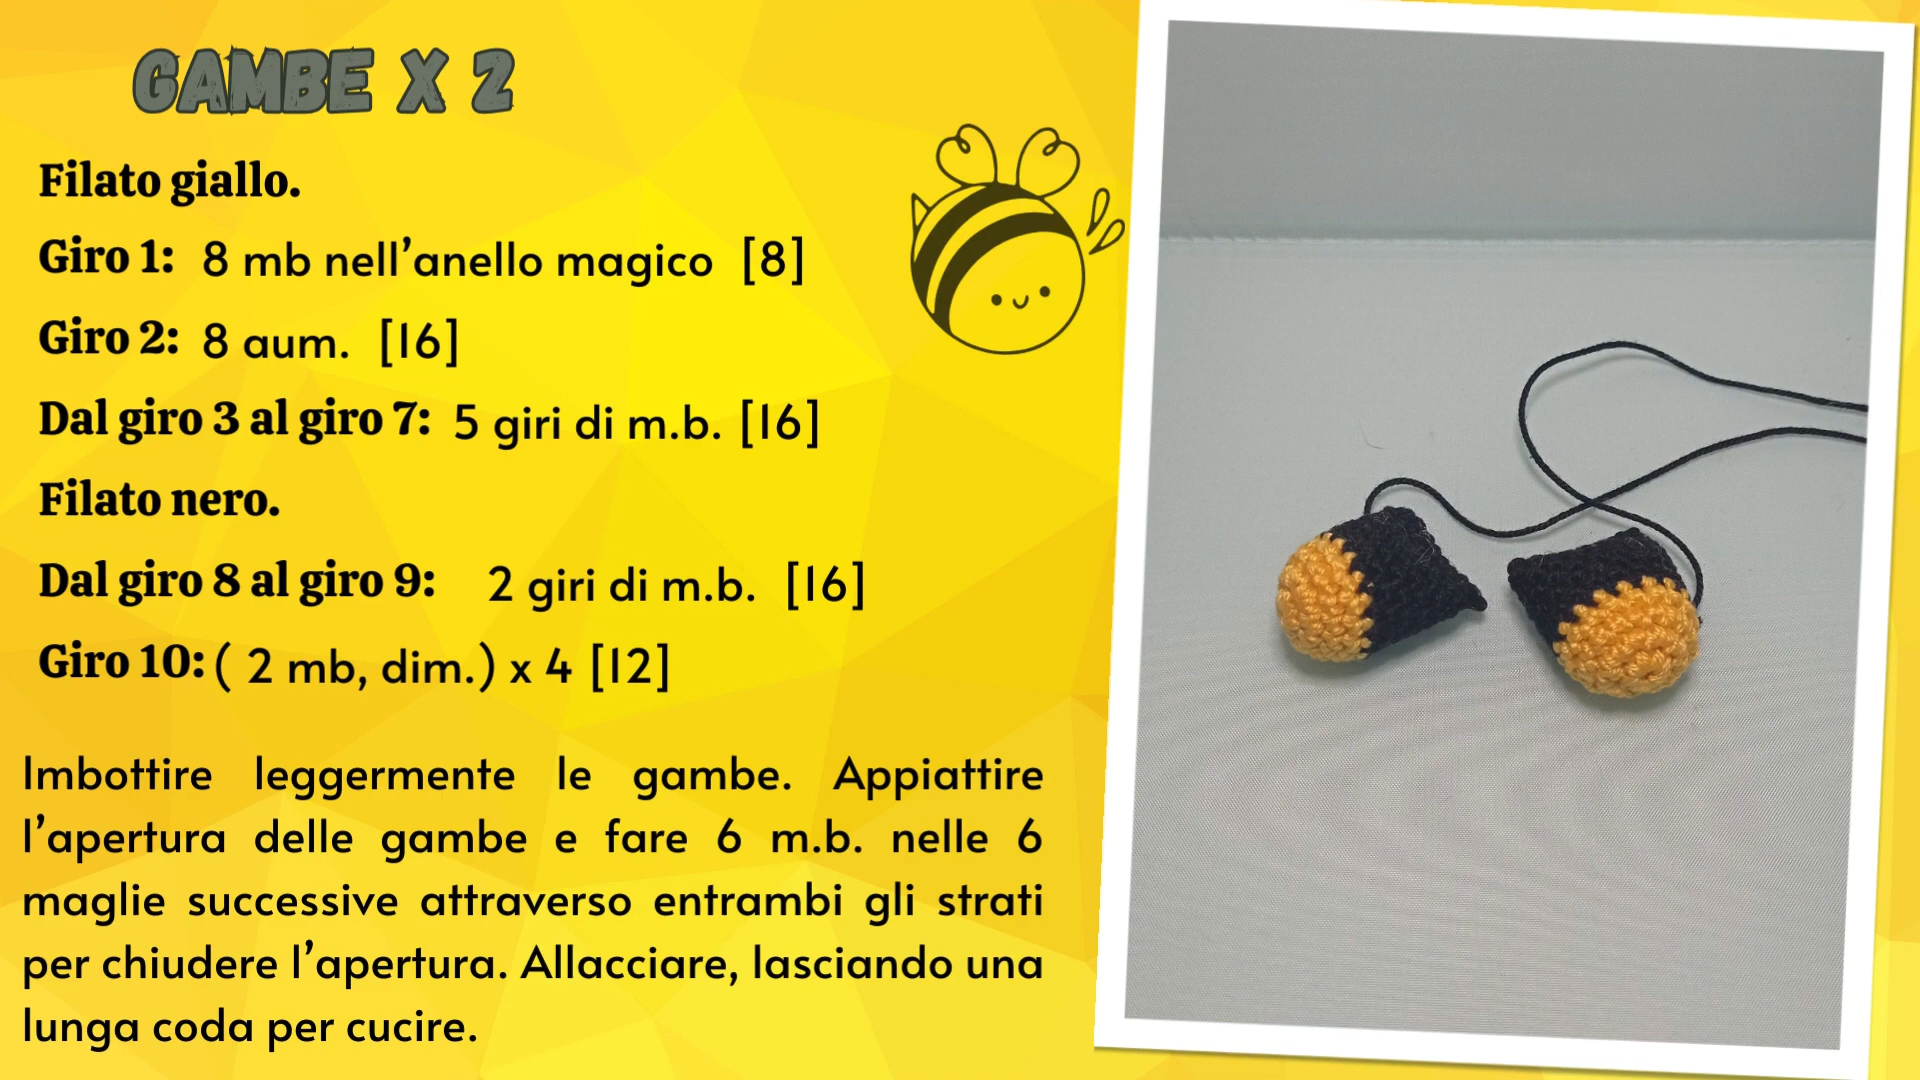 GAMBE X 2
Filato giallo.
Giro 1: 8 mb nell’anello magico [8]
Giro 2: 8 aum. [16]
Dal giro 3 al giro 7: 5 giri di m.b. [16]
Filato nero.
Dal giro 8 al giro 9: 2 giri di m.b. [16]
Giro 10: ( 2 mb, dim.) x 4 [12]
Imbottire leggermente le gambe. Appiattire
l’apertura delle gambe e fare 6 m.b. nelle 6
maglie successive attraverso entrambi gli strati
per chiudere l’apertura. Allacciare, lasciando una
lunga coda per cucire.